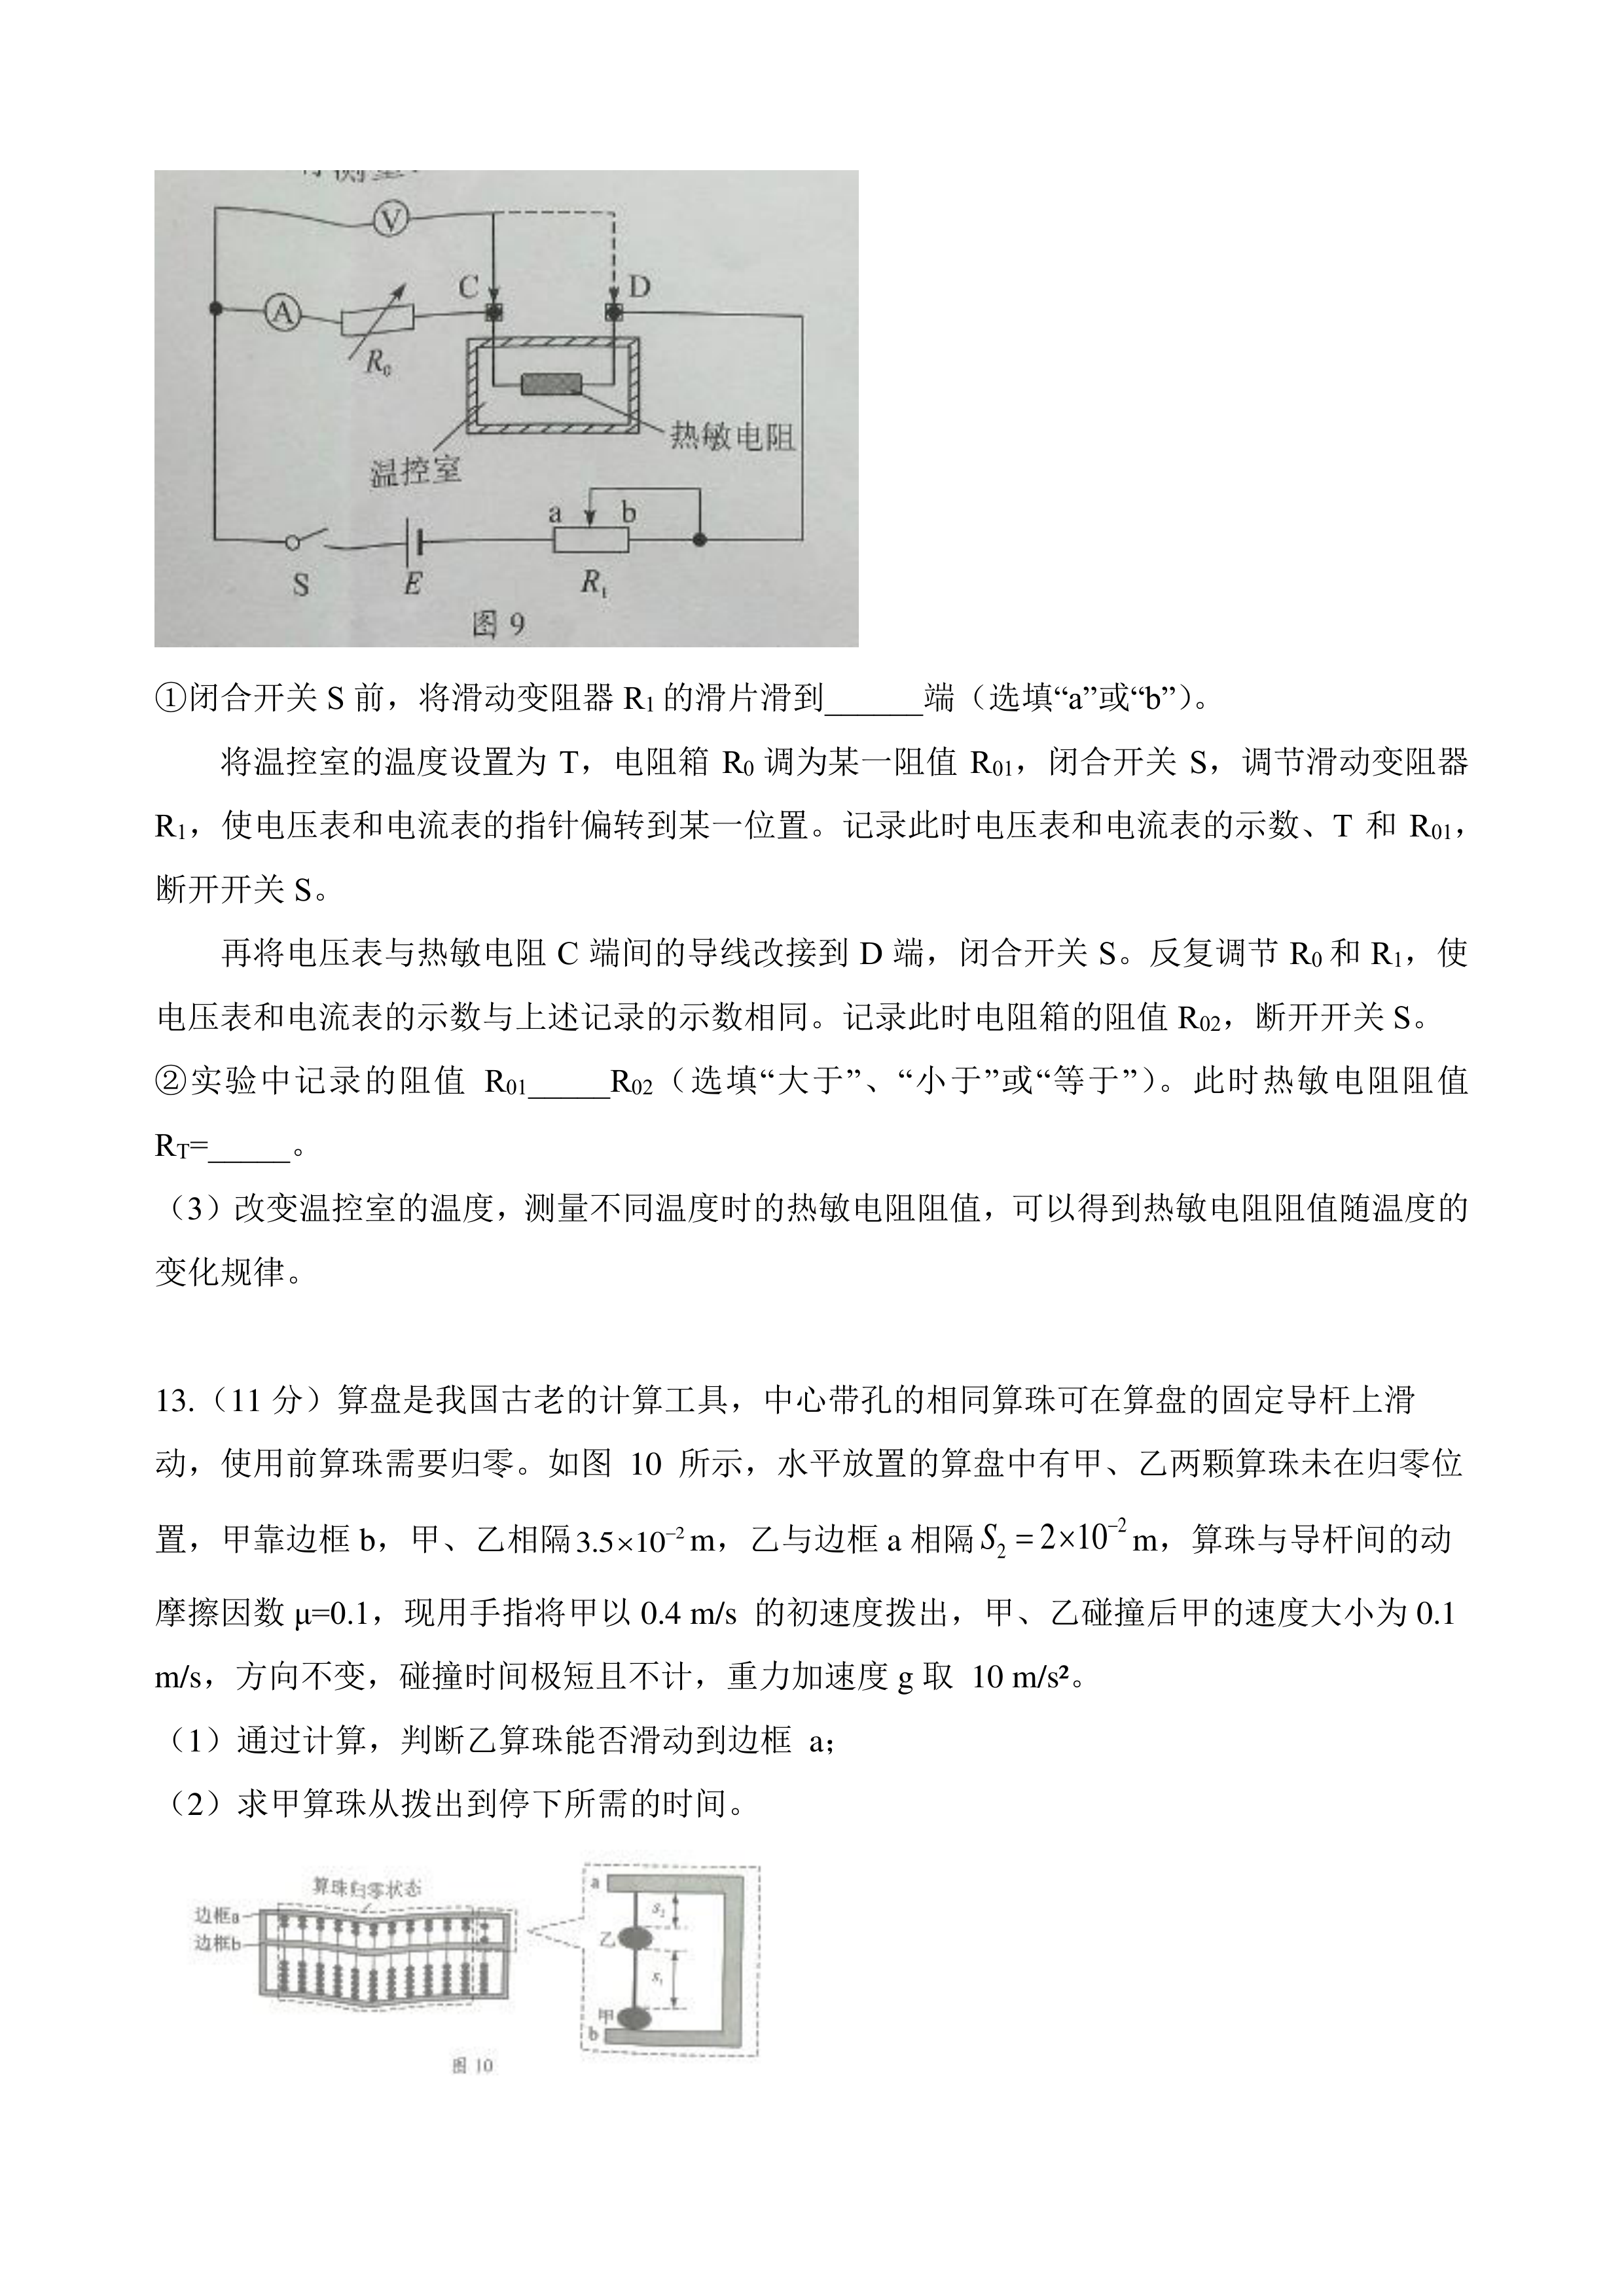 待测量.
V
C
D
A
R₀
热敏电阻
温控室
a
b
S
E
R₁
图 9
①闭合开关 S 前，将滑动变阻器 R₁ 的滑片滑到______端（选填“a”或“b”）。
将温控室的温度设置为 T，电阻箱 R₀ 调为某一阻值 R₀₁，闭合开关 S，调节滑动变阻器
R₁，使电压表和电流表的指针偏转到某一位置。记录此时电压表和电流表的示数、T 和 R₀₁，
断开开关 S。
再将电压表与热敏电阻 C 端间的导线改接到 D 端，闭合开关 S。反复调节 R₀ 和 R₁，使
电压表和电流表的示数与上述记录的示数相同。记录此时电阻箱的阻值 R₀₂，断开开关 S。
②实验中记录的阻值 R₀₁_____R₀₂（选填“大于”、“小于”或“等于”）。此时热敏电阻阻值
R_T=_____。
（3）改变温控室的温度，测量不同温度时的热敏电阻阻值，可以得到热敏电阻阻值随温度的
变化规律。
13.（11 分）算盘是我国古老的计算工具，中心带孔的相同算珠可在算盘的固定导杆上滑
动，使用前算珠需要归零。如图 10 所示，水平放置的算盘中有甲、乙两颗算珠未在归零位
置，甲靠边框 b，甲、乙相隔 3.5×10⁻² m，乙与边框 a 相隔 S₂ = 2×10⁻² m，算珠与导杆间的动
摩擦因数 μ=0.1，现用手指将甲以 0.4 m/s 的初速度拨出，甲、乙碰撞后甲的速度大小为 0.1
m/s，方向不变，碰撞时间极短且不计，重力加速度 g 取 10 m/s²。
（1）通过计算，判断乙算珠能否滑动到边框 a；
（2）求甲算珠从拨出到停下所需的时间。
算珠归零状态
边框a
边框b
a
s₂
乙
s₁
甲
b
图 10